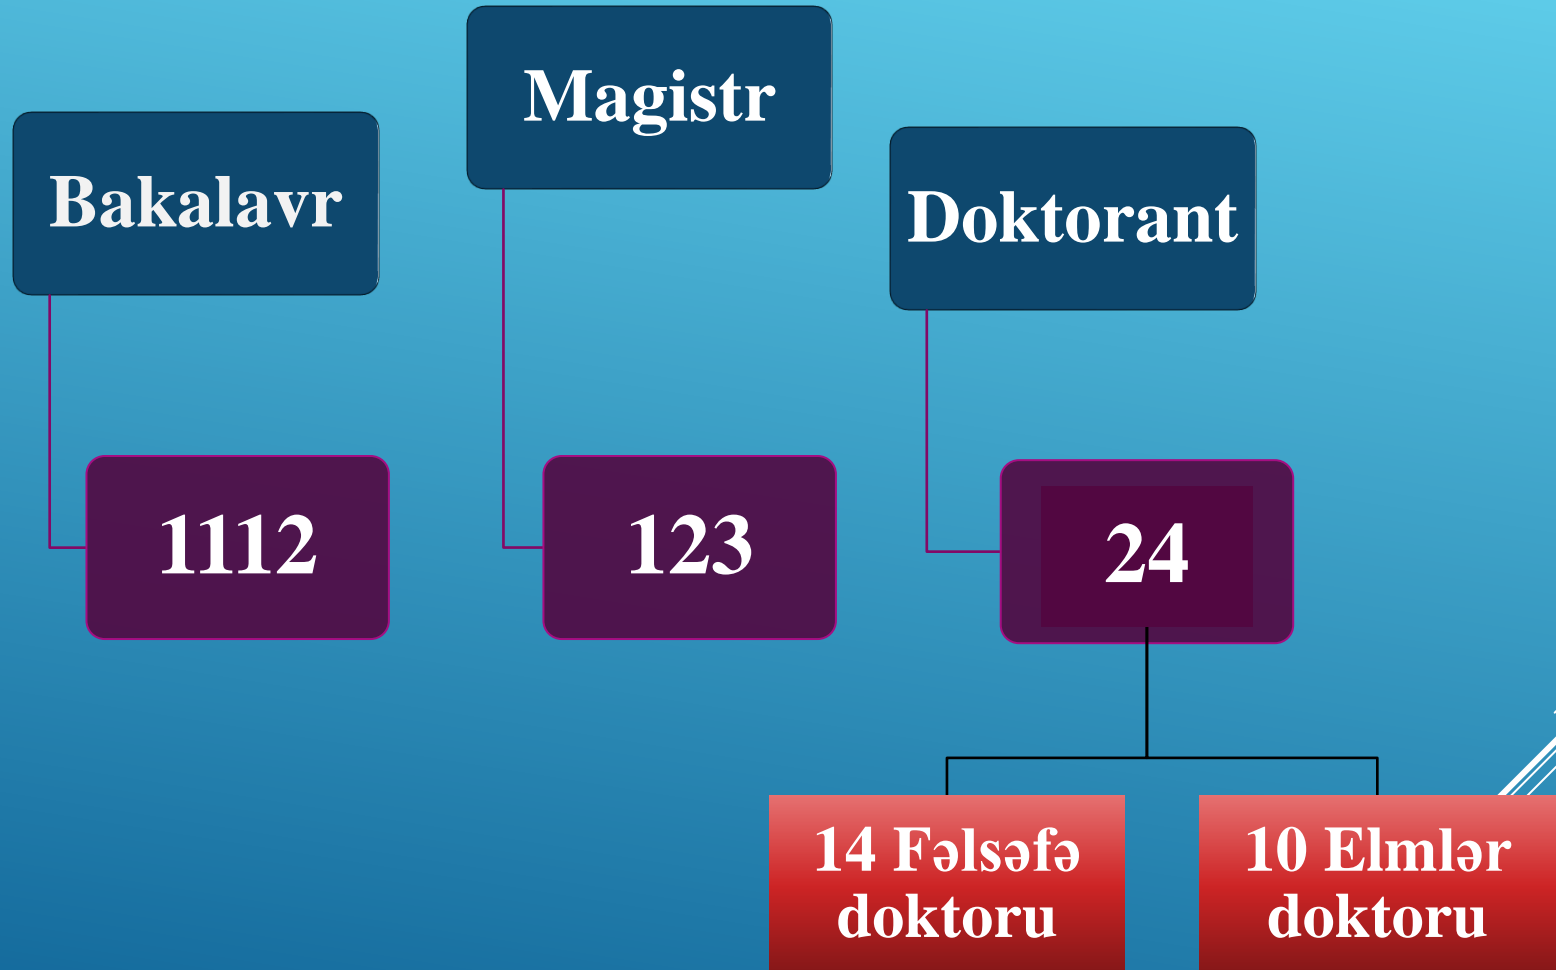 Magistr
Bakalavr
Doktorant
1112
123
24
14 Fəlsəfə
doktoru
10 Elmlər
doktoru